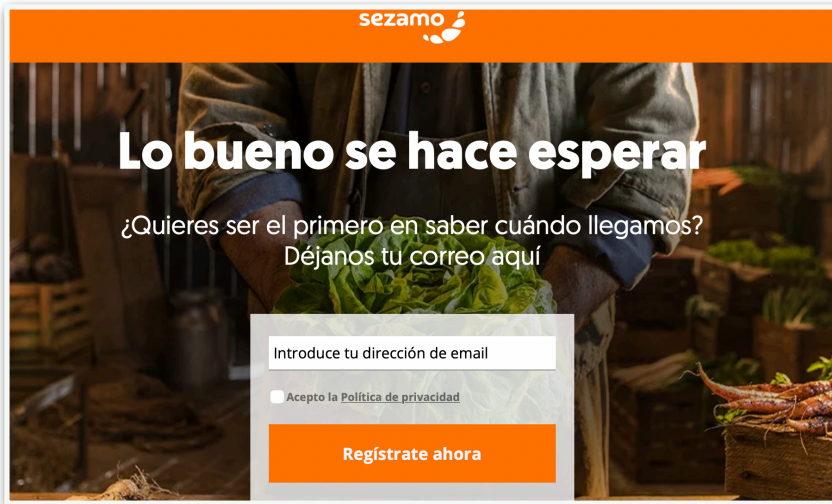 sezamo
Lo bueno se hace esperar
¿Quieres ser el primero en saber cuándo llegamos?
Déjanos tu correo aquí
Introduce tu dirección de email
Acepto la Política de privacidad
Regístrate ahora